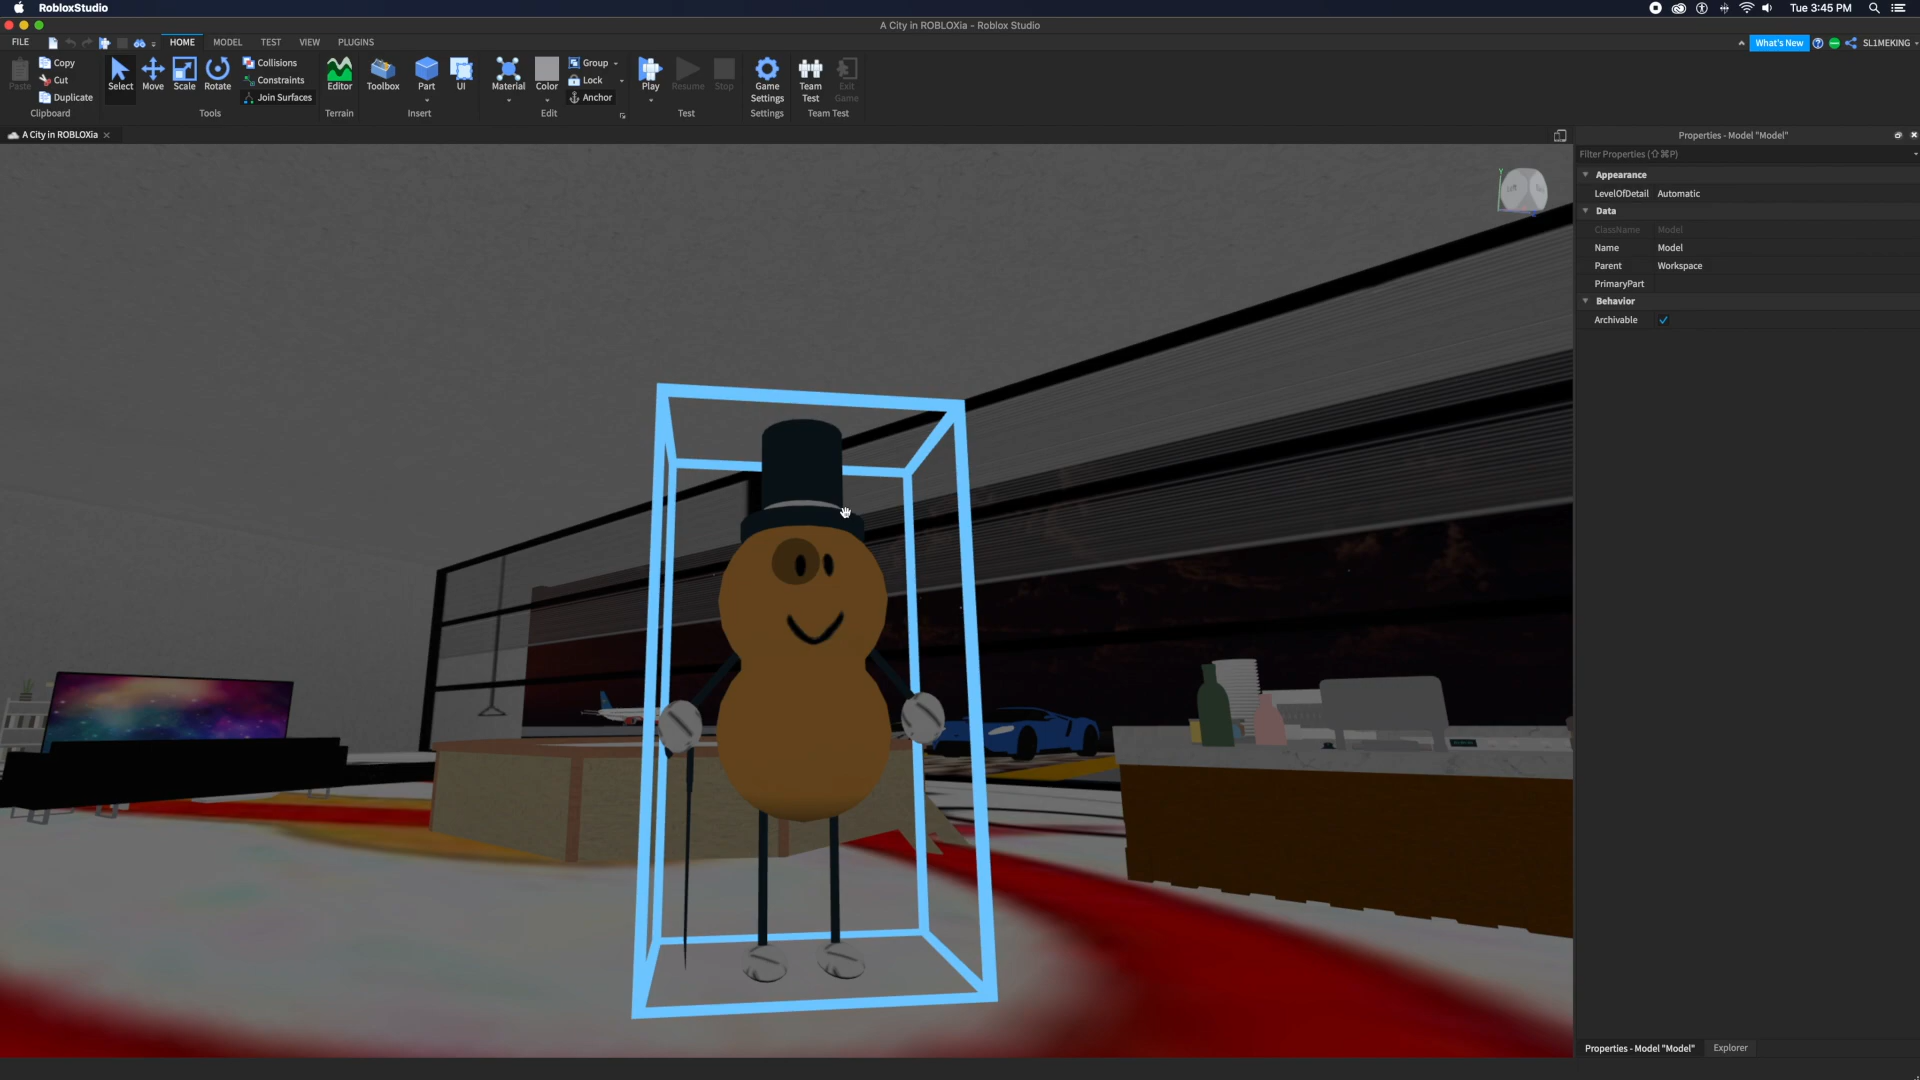 RobloxStudio
Tue 3:45 PM
A City in ROBLOXia - Roblox Studio
FILE HOME MODEL TEST VIEW PLUGINS What's New SL1MEKING
Paste Copy Cut Duplicate
Select Move Scale Rotate
Collisions
Constraints
Join Surfaces
Editor Toolbox Part UI
Material Color
Group
Lock
Anchor
Play Resume Stop
Game Settings
Team Test
Exit Game
Clipboard Tools Terrain Insert Edit Test Settings Team Test
A City in ROBLOXia
Properties - Model "Model"
Filter Properties (⇧⌘P)
Appearance
LevelOfDetail Automatic
Data
ClassName Model
Name Model
Parent Workspace
PrimaryPart
Behavior
Archivable
Properties - Model "Model" Explorer